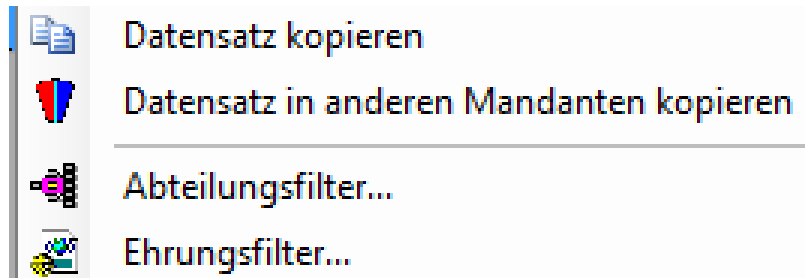 Datensatz kopieren
Datensatz in anderen Mandanten kopieren
Abteilungsfilter...
Ehrungsfilter...